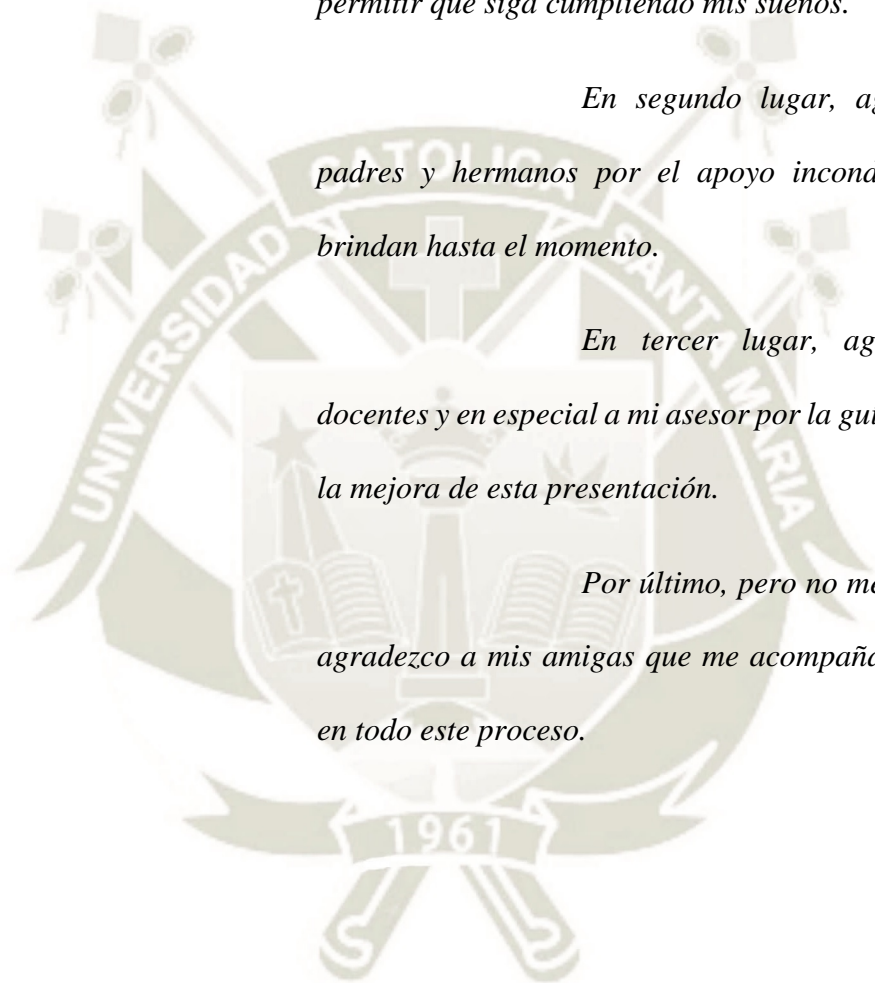 permitir que siga cumpliendo mis sueños.
En segundo lugar,
padres y hermanos por el apoyo
brindan hasta el momento.
En tercer lugar,
docentes y en especial a mi asesor por la
la mejora de esta presentación.
Por último, pero no
agradezco a mis amigas que me
en todo este proceso.
UNIVERSIDAD CATOLICA SANTA MARIA
1961